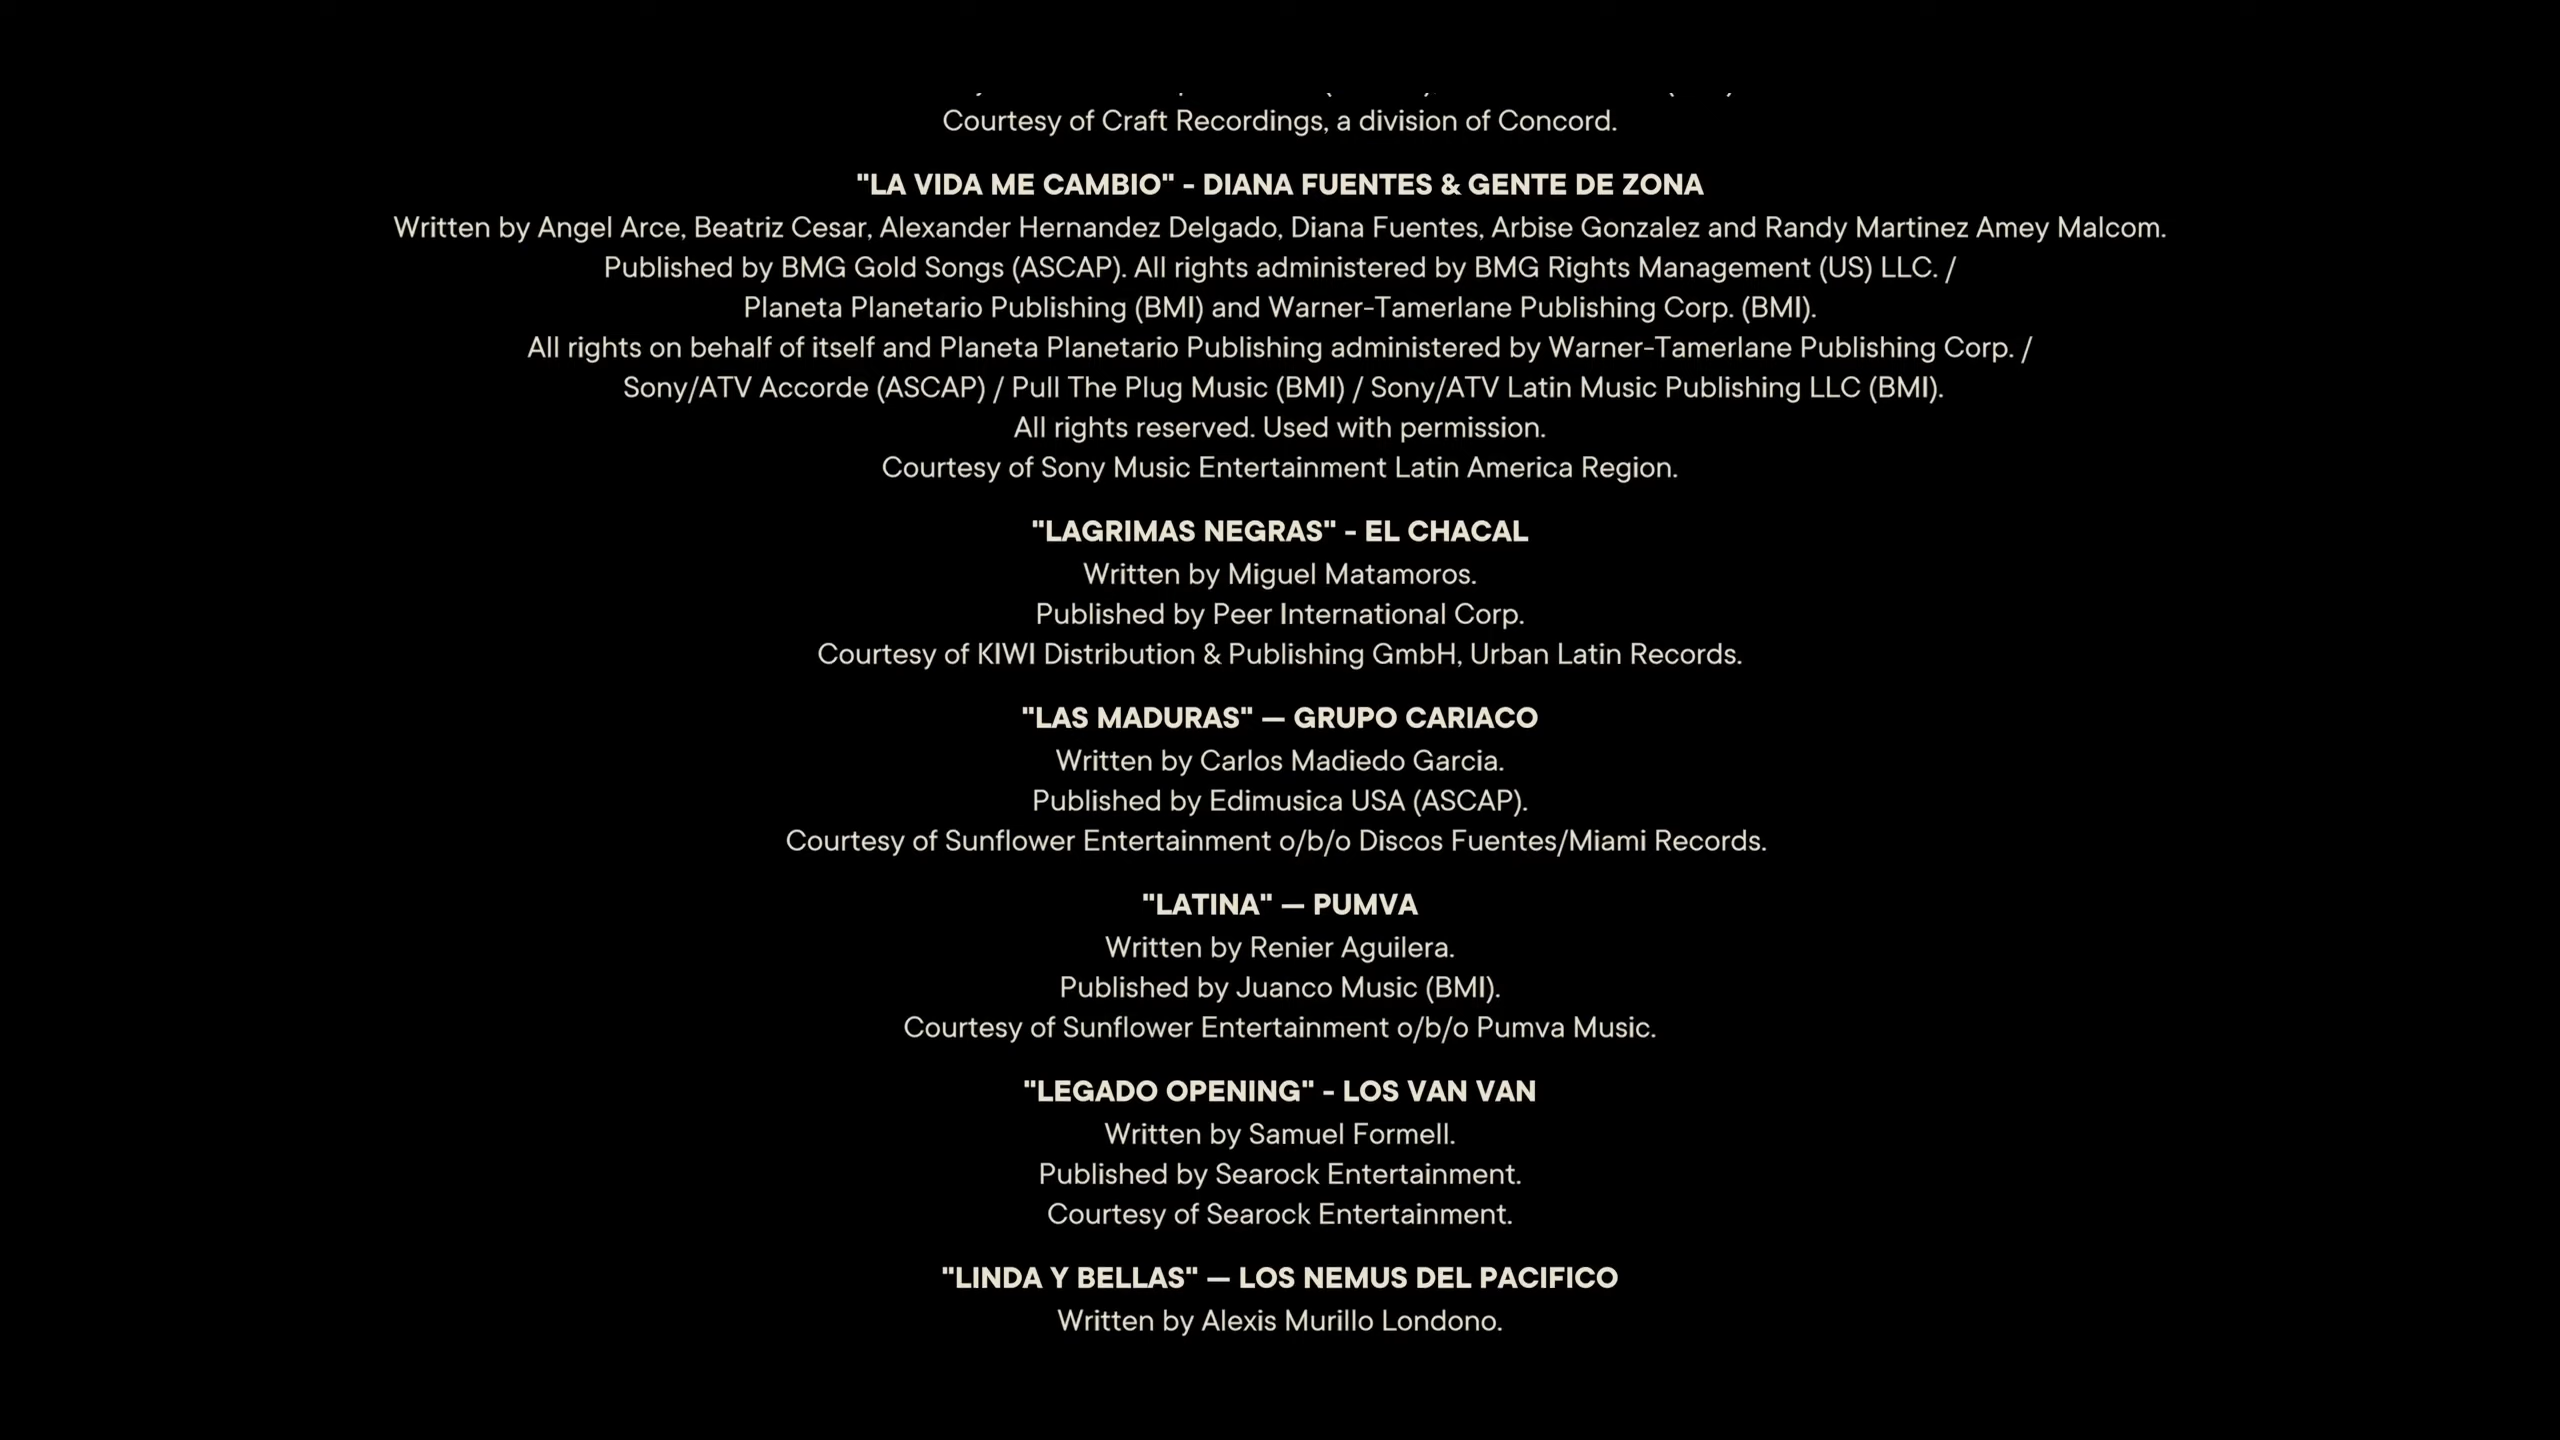 Courtesy of Craft Recordings, a division of Concord.
"LA VIDA ME CAMBIO" - DIANA FUENTES & GENTE DE ZONA
Written by Angel Arce, Beatriz Cesar, Alexander Hernandez Delgado, Diana Fuentes, Arbise Gonzalez and Randy Martinez Amey Malcom.
Published by BMG Gold Songs (ASCAP). All rights administered by BMG Rights Management (US) LLC. /
Planeta Planetario Publishing (BMI) and Warner-Tamerlane Publishing Corp. (BMI).
All rights on behalf of itself and Planeta Planetario Publishing administered by Warner-Tamerlane Publishing Corp. /
Sony/ATV Accorde (ASCAP) / Pull The Plug Music (BMI) / Sony/ATV Latin Music Publishing LLC (BMI).
All rights reserved. Used with permission.
Courtesy of Sony Music Entertainment Latin America Region.
"LAGRIMAS NEGRAS" - EL CHACAL
Written by Miguel Matamoros.
Published by Peer International Corp.
Courtesy of KIWI Distribution & Publishing GmbH, Urban Latin Records.
"LAS MADURAS" — GRUPO CARIACO
Written by Carlos Madiedo Garcia.
Published by Edimusica USA (ASCAP).
Courtesy of Sunflower Entertainment o/b/o Discos Fuentes/Miami Records.
"LATINA" — PUMVA
Written by Renier Aguilera.
Published by Juanco Music (BMI).
Courtesy of Sunflower Entertainment o/b/o Pumva Music.
"LEGADO OPENING" - LOS VAN VAN
Written by Samuel Formell.
Published by Searock Entertainment.
Courtesy of Searock Entertainment.
"LINDA Y BELLAS" — LOS NEMUS DEL PACIFICO
Written by Alexis Murillo Londono.